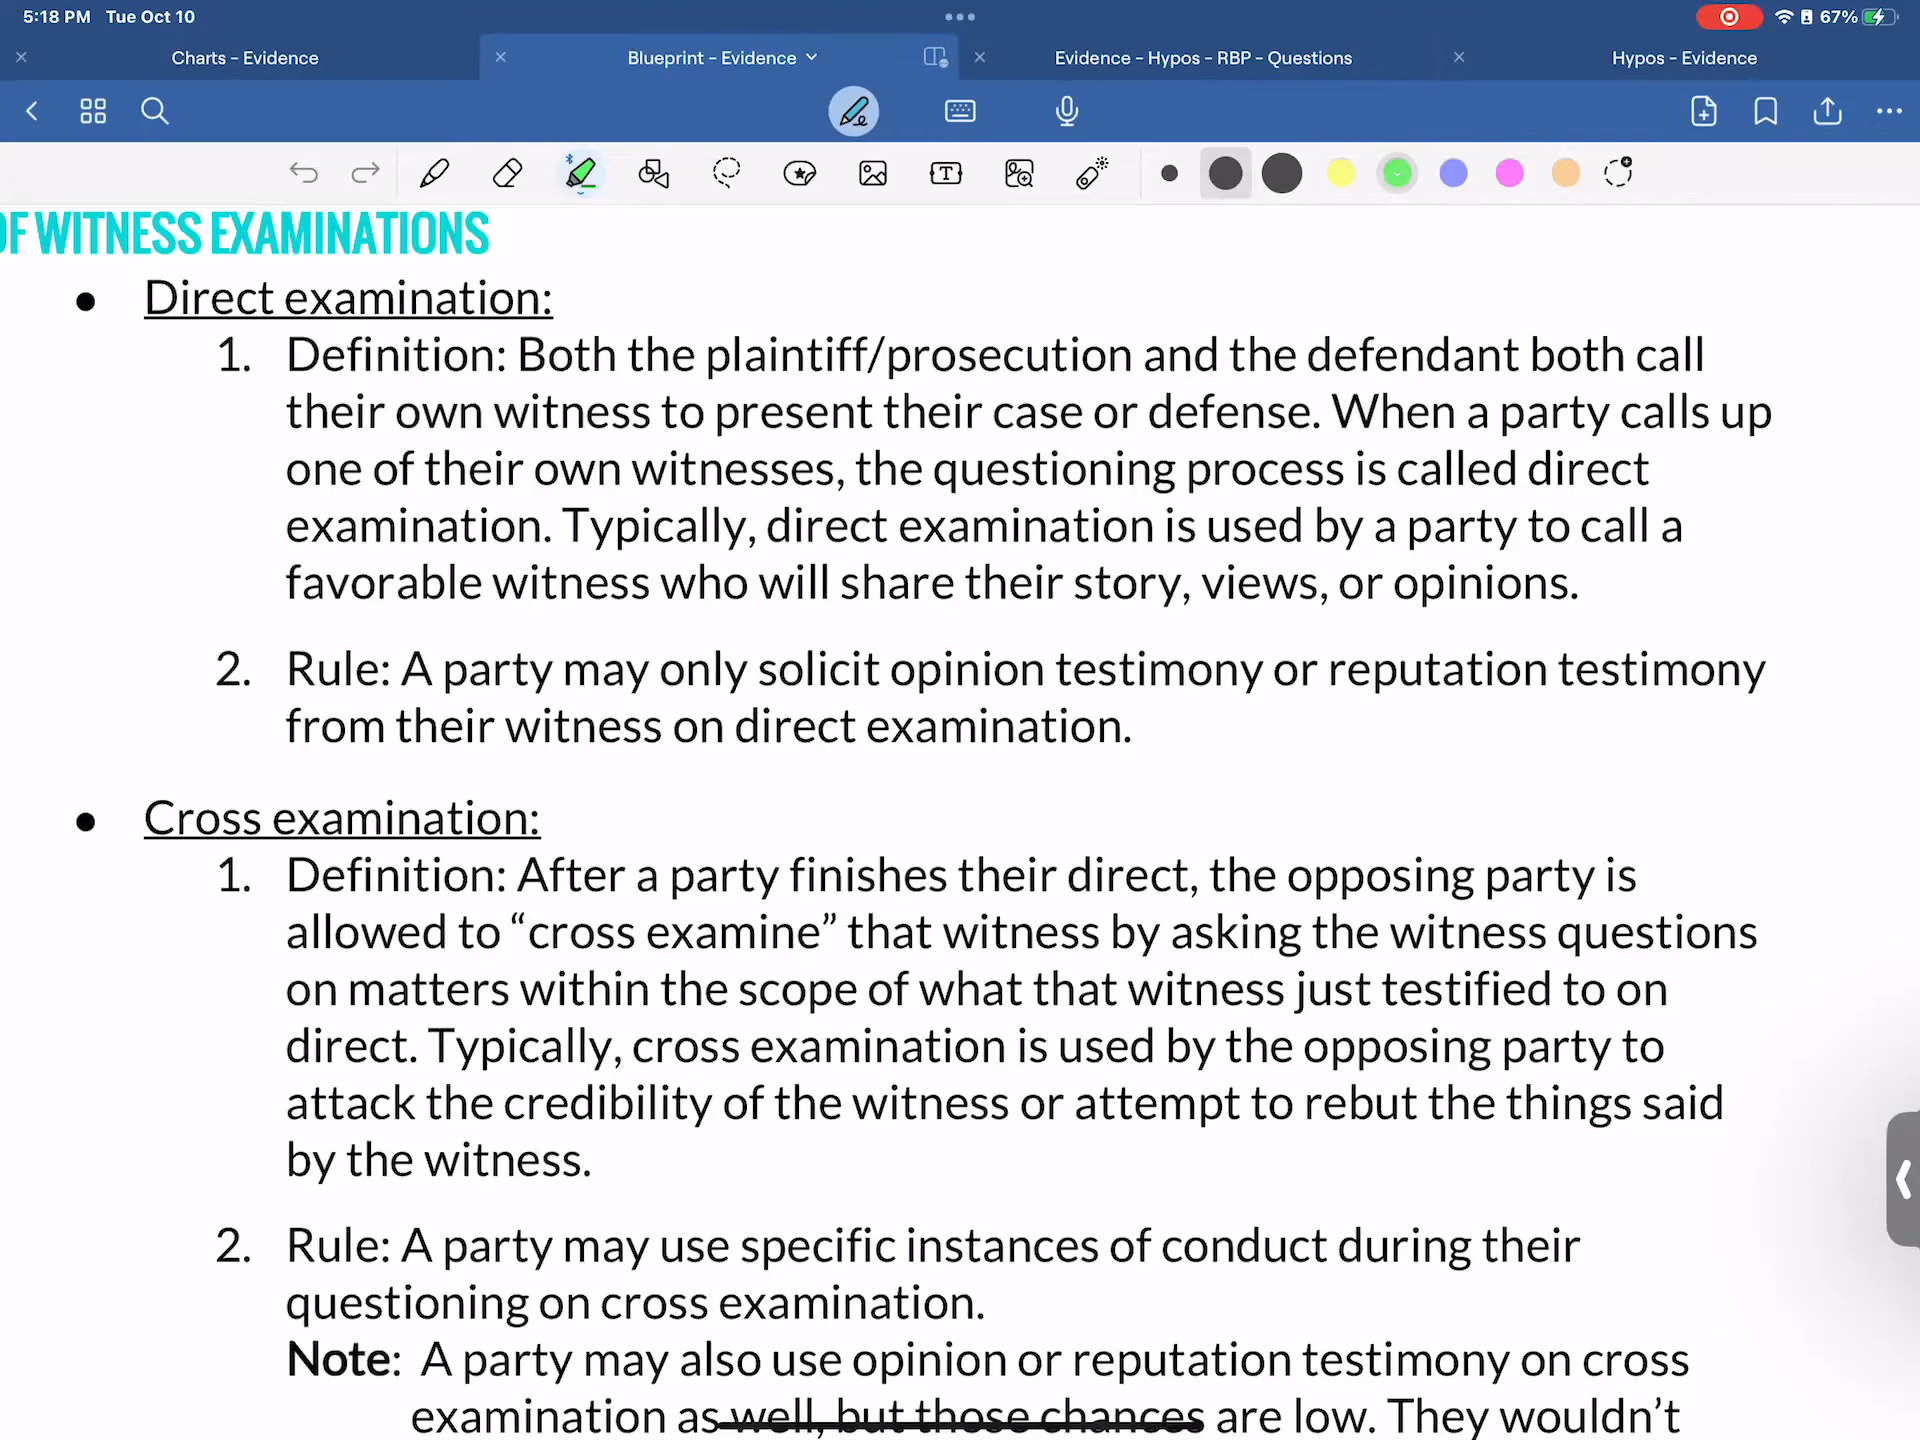 5:18 PM Tue Oct 10
67%
Charts - Evidence
Blueprint - Evidence
Evidence - Hypos - RBP - Questions
Hypos - Evidence
OF WITNESS EXAMINATIONS
Direct examination:
1. Definition: Both the plaintiff/prosecution and the defendant both call
their own witness to present their case or defense. When a party calls up
one of their own witnesses, the questioning process is called direct
examination. Typically, direct examination is used by a party to call a
favorable witness who will share their story, views, or opinions.
2. Rule: A party may only solicit opinion testimony or reputation testimony
from their witness on direct examination.
Cross examination:
1. Definition: After a party finishes their direct, the opposing party is
allowed to “cross examine” that witness by asking the witness questions
on matters within the scope of what that witness just testified to on
direct. Typically, cross examination is used by the opposing party to
attack the credibility of the witness or attempt to rebut the things said
by the witness.
2. Rule: A party may use specific instances of conduct during their
questioning on cross examination.
Note: A party may also use opinion or reputation testimony on cross
examination as well, but those chances are low. They wouldn’t